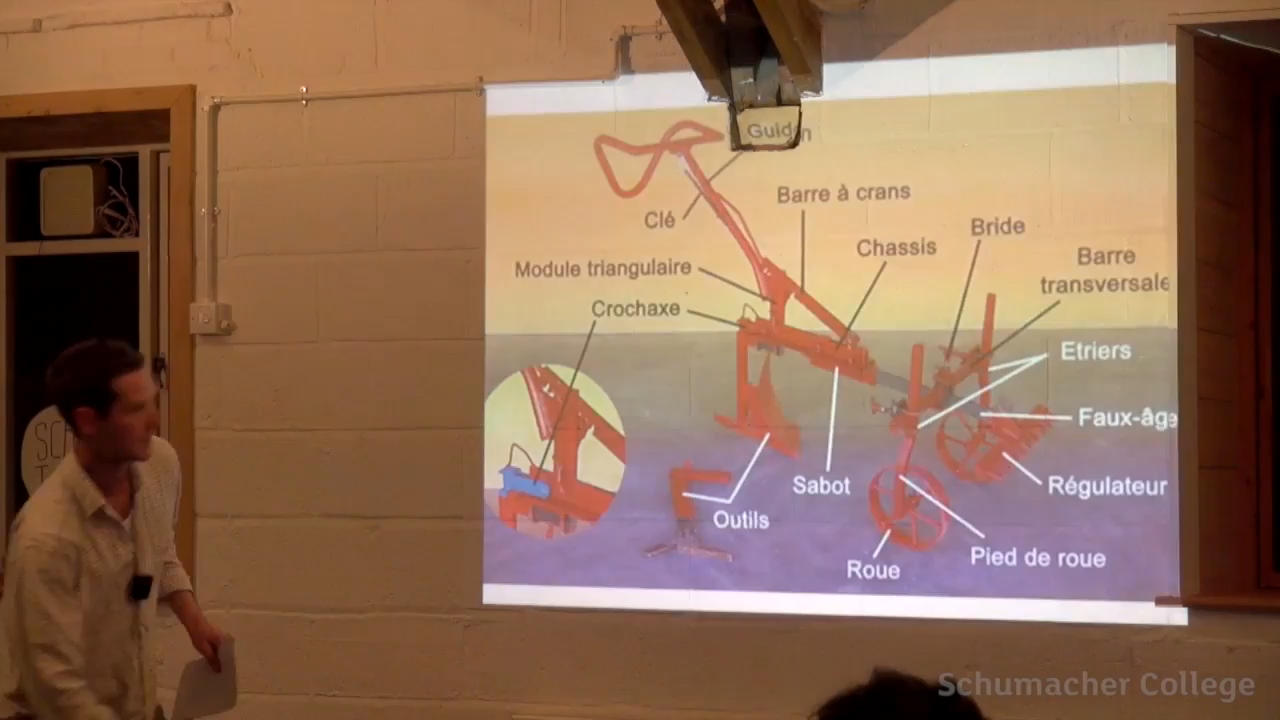 Guidon
Barre à crans
Clé
Chassis
Bride
Module triangulaire
Barre
transversale
Crochaxe
Etriers
Faux-âge
Sabot
Régulateur
Outils
Pied de roue
Roue
Schumacher College